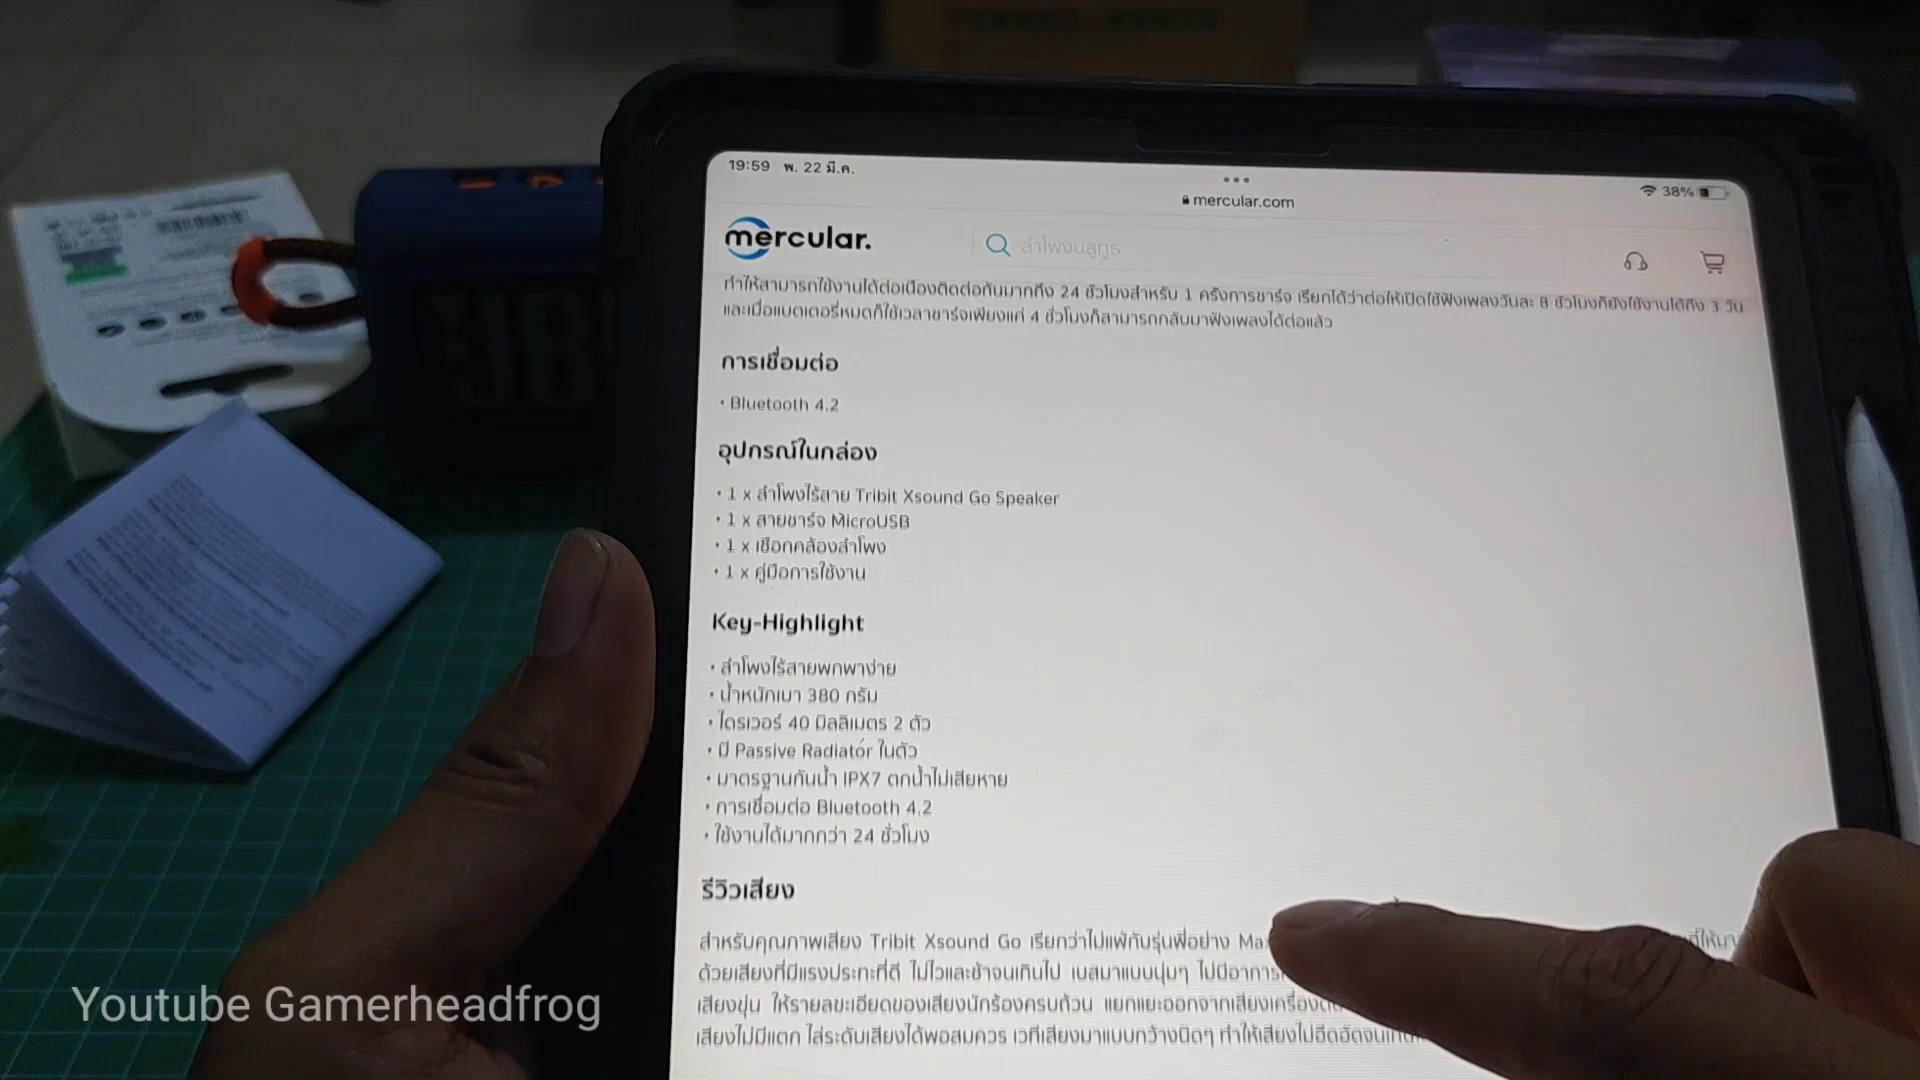 19:59 พ. 22 มี.ค.
38%
mercular.com
mercular.
ลำโพงบลูทูธ
ทำให้สามารถใช้งานได้ต่อเนื่องติดต่อกันมากถึง 24 ชั่วโมงสำหรับ 1 ครั้งการชาร์จ เรียกได้ว่าต่อให้เปิดใช้ฟังเพลงวันละ 8 ชั่วโมงก็ยังใช้งานได้ถึง 3 วัน
และเมื่อแบตเตอรี่หมดก็ใช้เวลาชาร์จเพียงแค่ 4 ชั่วโมงก็สามารถกลับมาฟังเพลงได้ต่อแล้ว
การเชื่อมต่อ
• Bluetooth 4.2
อุปกรณ์ในกล่อง
• 1 x ลำโพงไร้สาย Tribit Xsound Go Speaker
• 1 x สายชาร์จ MicroUSB
• 1 x เชือกคล้องลำโพง
• 1 x คู่มือการใช้งาน
Key-Highlight
• ลำโพงไร้สายพกพาง่าย
• น้ำหนักเบา 380 กรัม
• ไดรเวอร์ 40 มิลลิเมตร 2 ตัว
• มี Passive Radiator์ ในตัว
• มาตรฐานกันน้ำ IPX7 ตกน้ำไม่เสียหาย
• การเชื่อมต่อ Bluetooth 4.2
• ใช้งานได้มากกว่า 24 ชั่วโมง
รีวิวเสียง
สำหรับคุณภาพเสียง Tribit Xsound Go เรียกว่าไม่แพ้กับรุ่นพี่อย่าง Ma ที่ให้มา
ด้วยเสียงที่มีแรงปะทะที่ดี ไม่ไวและช้าจนเกินไป เบสมาแบบนุ่มๆ ไม่มีอาการ
เสียงขุ่น ให้รายละเอียดของเสียงนักร้องครบถ้วน แยกแยะออกจากเสียงเครื่อง
เสียงไม่มีแตก ไล่ระดับเสียงได้พอสมควร เวทีเสียงมาแบบกว้างนิดๆ ทำให้เสียงไม่อึดอัดจน
JB
Youtube Gamerheadfrog